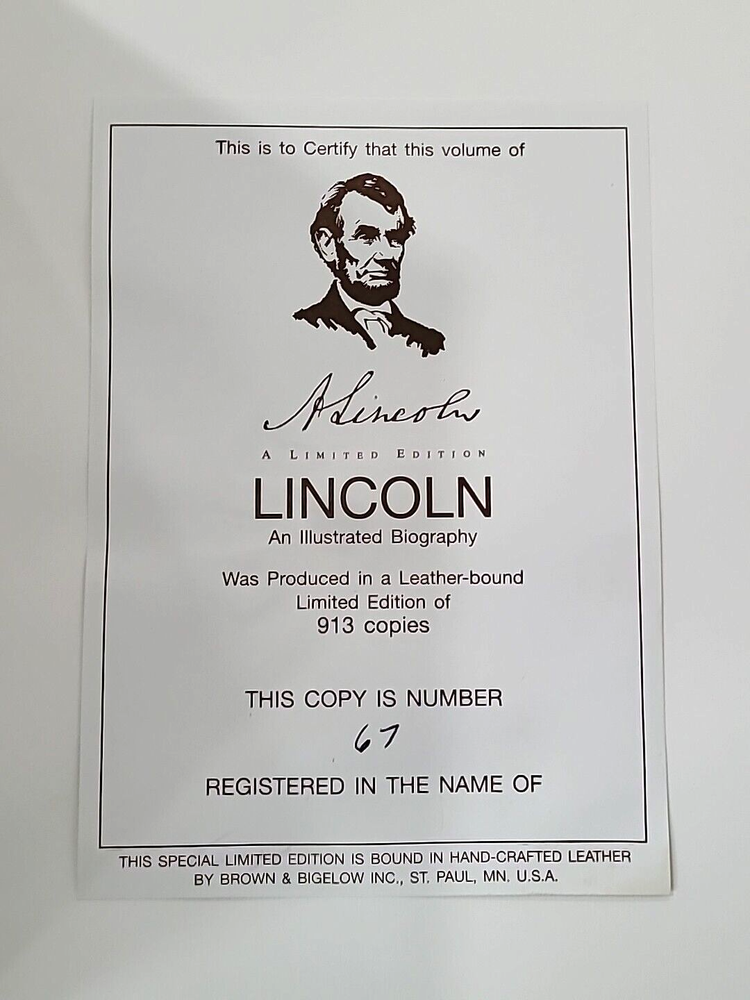 This is to Certify that this volume of
A Lincoln
A LIMITED EDITION
LINCOLN
An Illustrated Biography
Was Produced in a Leather-bound
Limited Edition of
913 copies
THIS COPY IS NUMBER
67
REGISTERED IN THE NAME OF
THIS SPECIAL LIMITED EDITION IS BOUND IN HAND-CRAFTED LEATHER
BY BROWN & BIGELOW INC., ST. PAUL, MN. U.S.A.